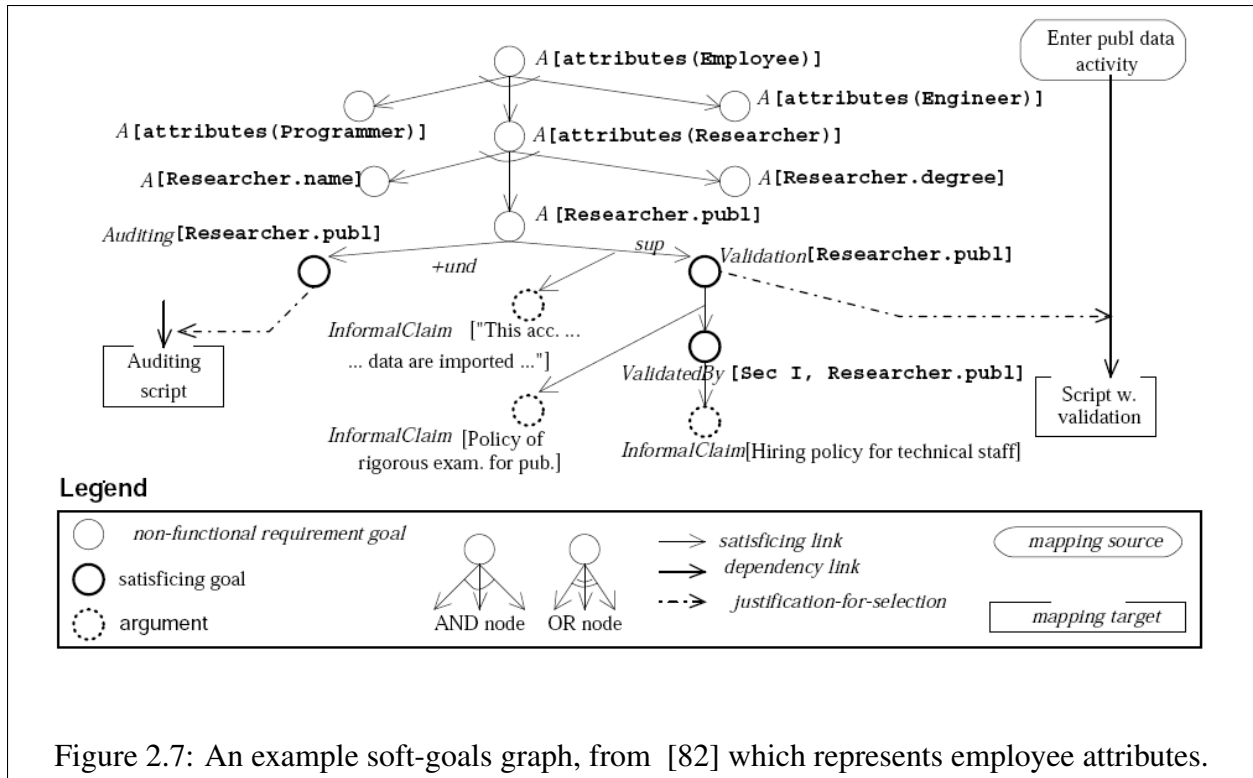 A [attributes(Employee)]
Enter publ data
activity
A [attributes(Programmer)]
A [attributes(Engineer)]
A [attributes(Researcher)]
A [Researcher.name]
A [Researcher.degree]
A [Researcher.publ]
Auditing [Researcher.publ]
+und
sup
Validation [Researcher.publ]
InformalClaim ["This acc. ...
... data are imported ..."]
Auditing
script
ValidatedBy [Sec I, Researcher.publ]
Script w.
validation
InformalClaim [Policy of
rigorous exam. for pub.]
InformalClaim [Hiring policy for technical staff]
Legend
non-functional requirement goal
satisficing goal
argument
AND node
OR node
satisficing link
dependency link
justification-for-selection
mapping source
mapping target
Figure 2.7: An example soft-goals graph, from [82] which represents employee attributes.